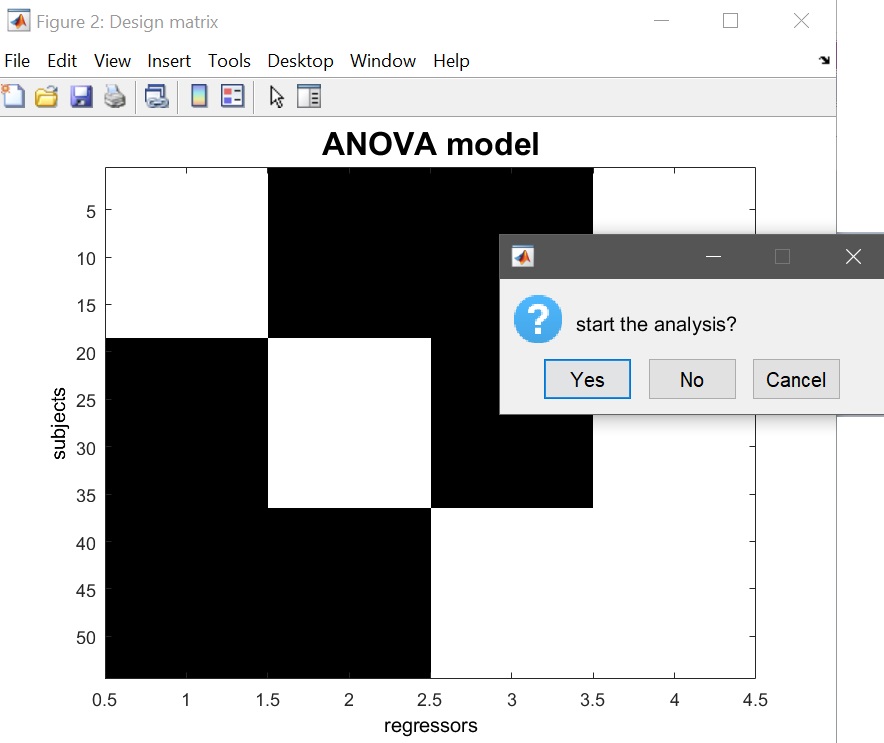 Figure 2: Design matrix
File Edit View Insert Tools Desktop Window Help
ANOVA model
5
10
15
20
25
30
35
40
45
50
subjects
start the analysis?
Yes No Cancel
0.5 1 1.5 2 2.5 3 3.5 4 4.5
regressors